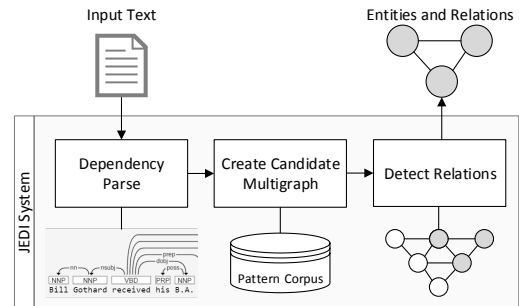 Input Text
Entities and Relations
JEDI System
Dependency
Parse
Create Candidate
Multigraph
Detect Relations
prep
dobj
nn
nsubj
poss
NNP NNP VBD PRP NNP
Bill Gothard received his B.A.
Pattern Corpus